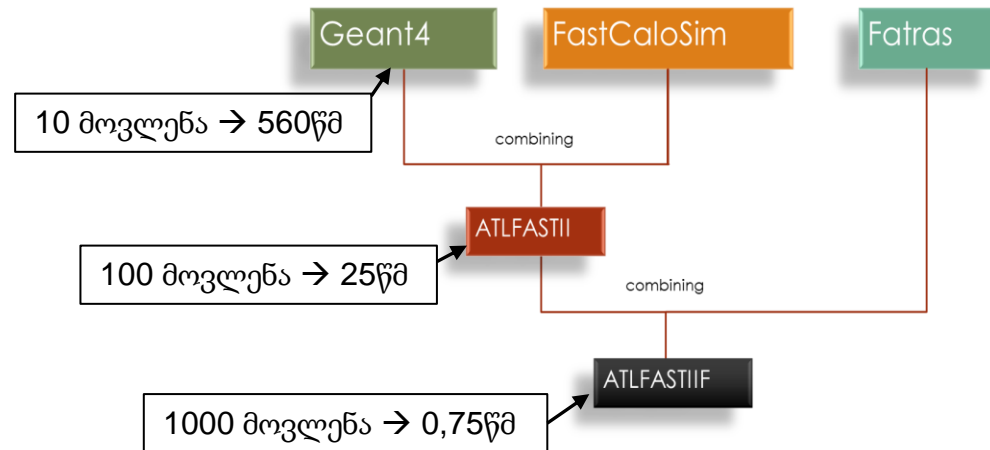 Geant4
FastCaloSim
Fatras
10 მოვლენა → 560წმ
combining
ATLFASTII
100 მოვლენა → 25წმ
combining
ATLFASTIIF
1000 მოვლენა → 0,75წმ